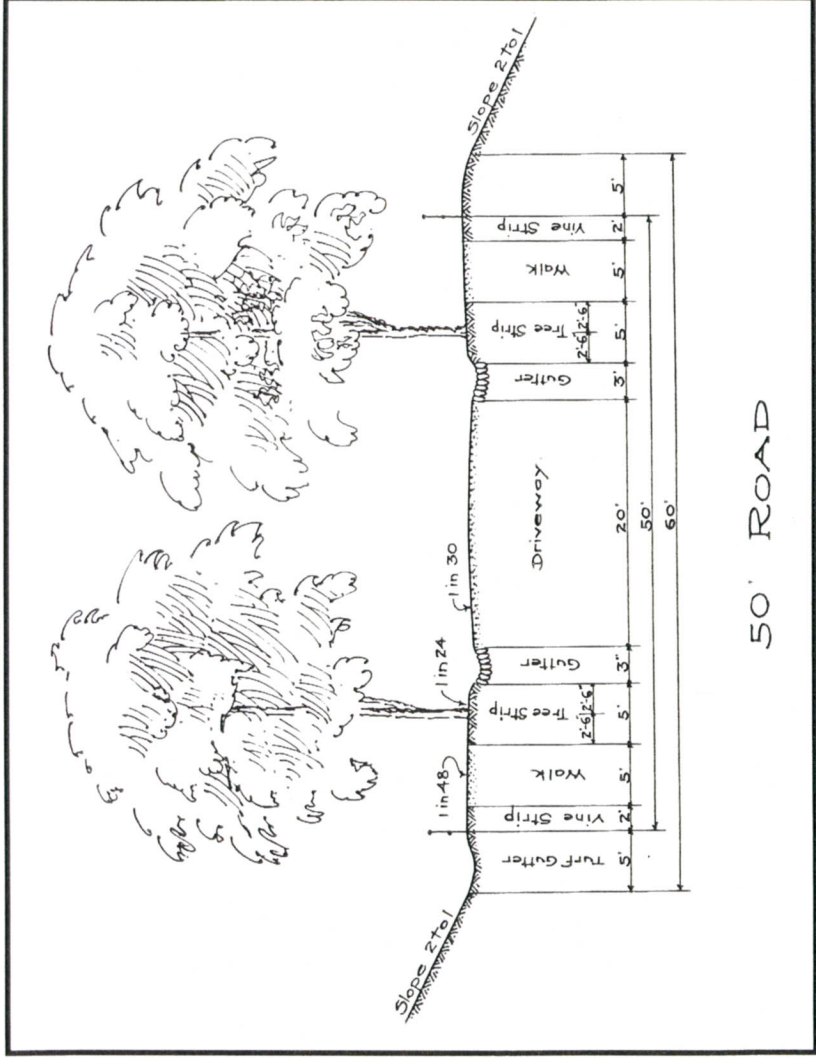 Slope 2 to 1
1 in 48
1 in 24
1 in 30
Slope 2 to 1
Turf Gutter
Vine Strip
Walk
Tree Strip
2'-6" 2'-6"
Gutter
Driveway.
Gutter
Tree Strip
2'-6" 2'-6"
Walk
Vine Strip
5' 2' 5' 5' 3" 20' 3' 5' 5' 2' 5'
50'
60'
50' ROAD